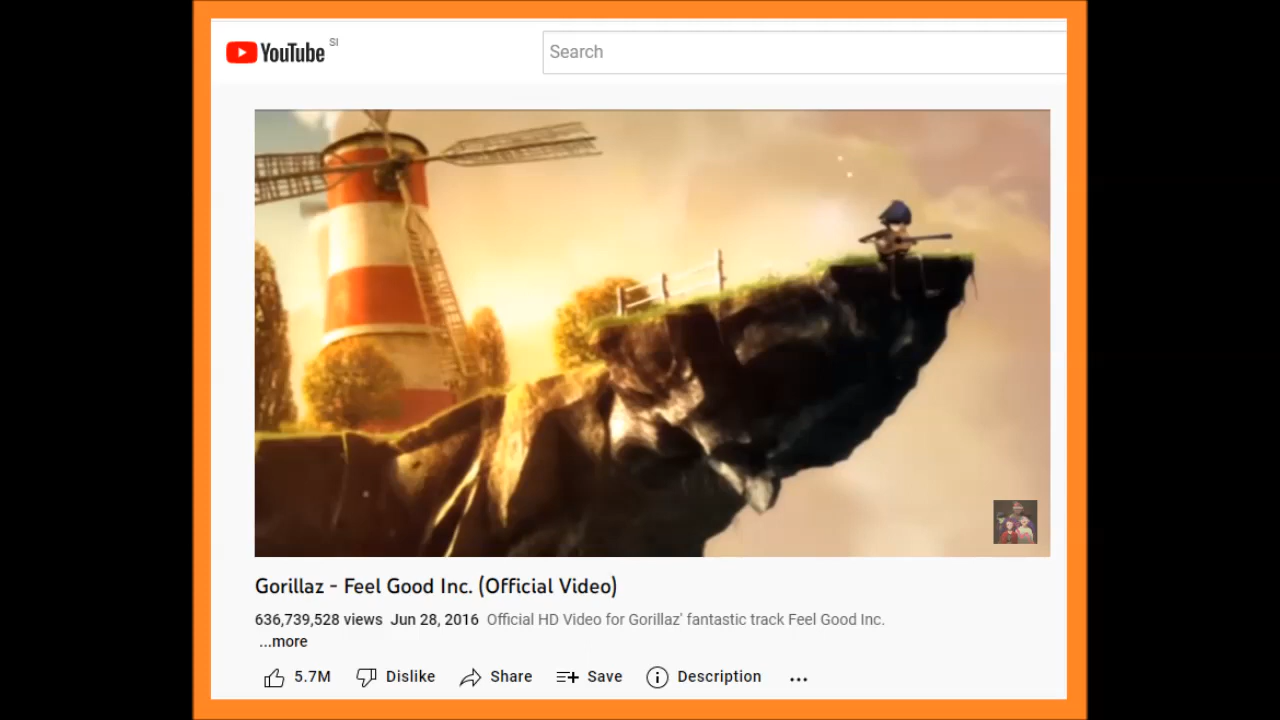 YouTube SI
Search
Gorillaz - Feel Good Inc. (Official Video)
636,739,528 views Jun 28, 2016 Official HD Video for Gorillaz' fantastic track Feel Good Inc.
...more
5.7M Dislike Share Save Description ...